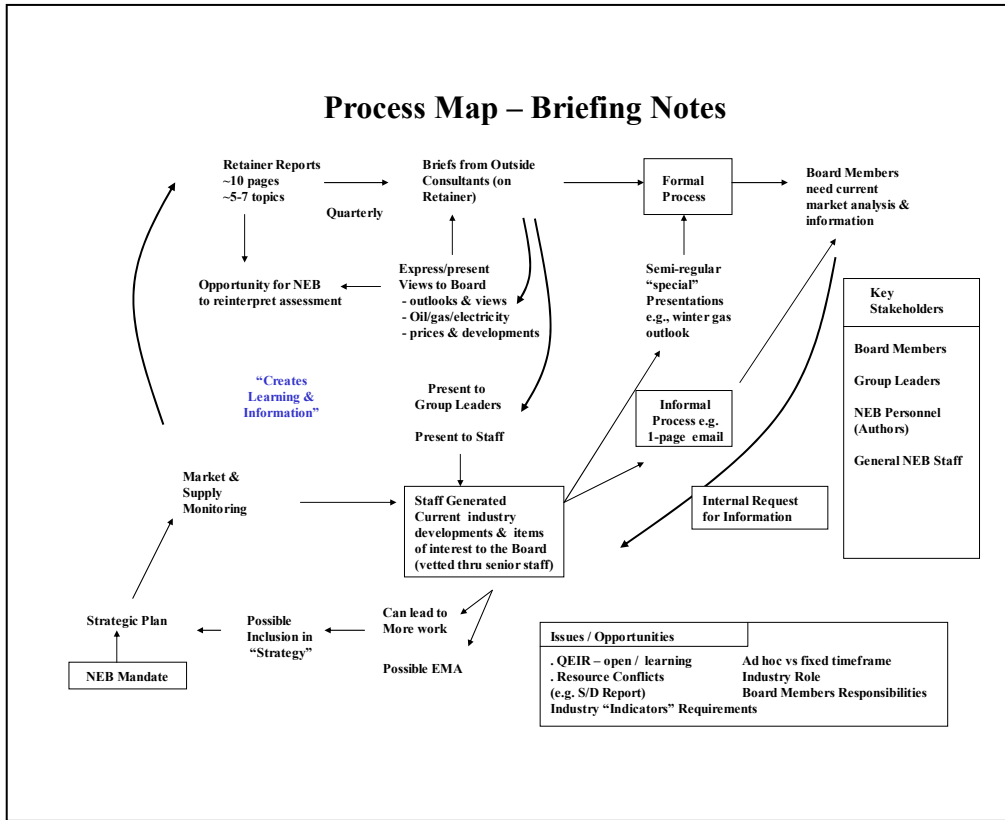 Process Map – Briefing Notes
Retainer Reports
~10 pages
~5-7 topics
Quarterly
Briefs from Outside
Consultants (on
Retainer)
Formal
Process
Board Members
need current
market analysis &
information
Opportunity for NEB
to reinterpret assessment
Express/present
Views to Board
- outlooks & views
- Oil/gas/electricity
- prices & developments
Semi-regular
“special”
Presentations
e.g., winter gas
outlook
Key
Stakeholders
Board Members
Group Leaders
NEB Personnel
(Authors)
General NEB Staff
“Creates
Learning &
Information”
Present to
Group Leaders
Present to Staff
Informal
Process e.g.
1-page email
Market &
Supply
Monitoring
Staff Generated
Current industry
developments & items
of interest to the Board
(vetted thru senior staff)
Internal Request
for Information
Strategic Plan
Possible
Inclusion in
“Strategy”
Can lead to
More work
Possible EMA
NEB Mandate
Issues / Opportunities
. QEIR – open / learning
. Resource Conflicts
(e.g. S/D Report)
Industry “Indicators” Requirements
Ad hoc vs fixed timeframe
Industry Role
Board Members Responsibilities